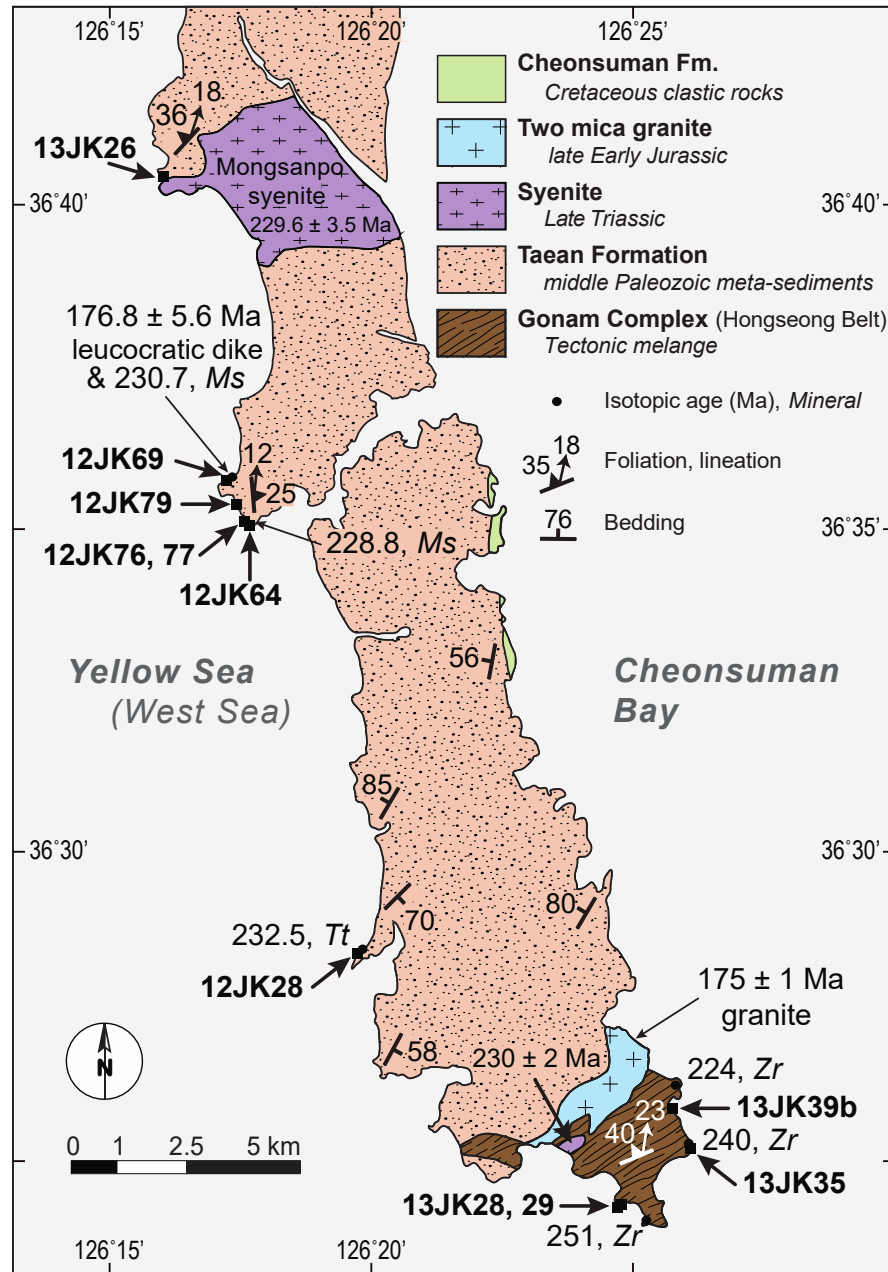 126˚15’
126˚20’
126˚25’
Cheonsuman Fm.
Cretaceous clastic rocks
Two mica granite
late Early Jurassic
Syenite
Late Triassic
Taean Formation
middle Paleozoic meta-sediments
Gonam Complex (Hongseong Belt)
Tectonic melange
Isotopic age (Ma), Mineral
35
18
Foliation, lineation
76
Bedding
36
18
13JK26
Mongsanpo
syenite
229.6 ± 3.5 Ma
36˚40’
36˚40’
176.8 ± 5.6 Ma
leucocratic dike
& 230.7, Ms
12JK69
12
25
12JK79
12JK76, 77
228.8, Ms
12JK64
36˚35’
Yellow Sea
(West Sea)
56
Cheonsuman
Bay
85
36˚30’
36˚30’
70
80
232.5, Tt
12JK28
175 ± 1 Ma
granite
58
230 ± 2 Ma
224, Zr
23
13JK39b
40
240, Zr
13JK35
13JK28, 29
251, Zr
N
0 1 2.5 5 km
126˚15’
126˚20’
126˚25’